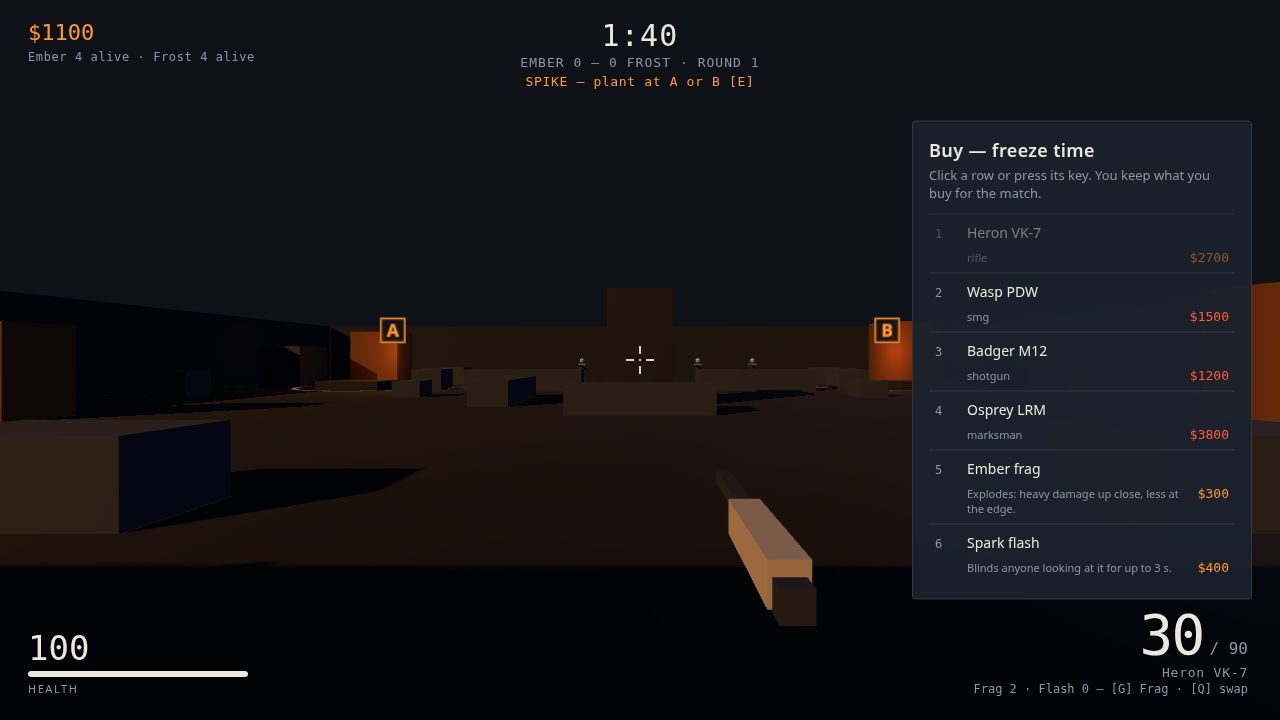 $1100
Ember 4 alive · Frost 4 alive
1:40
EMBER 0 — 0 FROST · ROUND 1
SPIKE — plant at A or B [E]
A
B
Buy — freeze time
Click a row or press its key. You keep what you
buy for the match.
1 Heron VK-7
rifle $2700
2 Wasp PDW
smg $1500
3 Badger M12
shotgun $1200
4 Osprey LRM
marksman $3800
5 Ember frag
Explodes: heavy damage up close, less at $300
the edge.
6 Spark flash
Blinds anyone looking at it for up to 3 s. $400
100
HEALTH
30 / 90
Heron VK-7
Frag 2 · Flash 0 — [G] Frag · [Q] swap